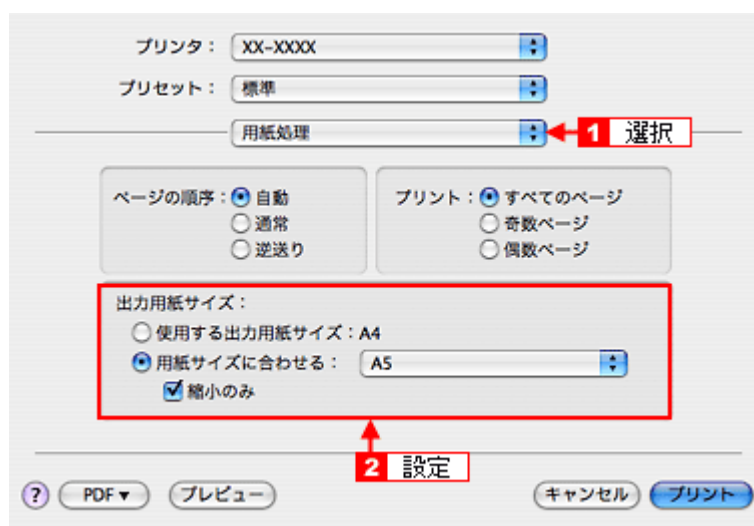 プリンタ： XX-XXXX
プリセット： 標準
用紙処理 1 選択
ページの順序： 自動 プリント： すべてのページ
通常 奇数ページ
逆送り 偶数ページ
出力用紙サイズ：
使用する出力用紙サイズ：A4
用紙サイズに合わせる： A5
縮小のみ
2 設定
? PDF▼ プレビュー キャンセル プリント